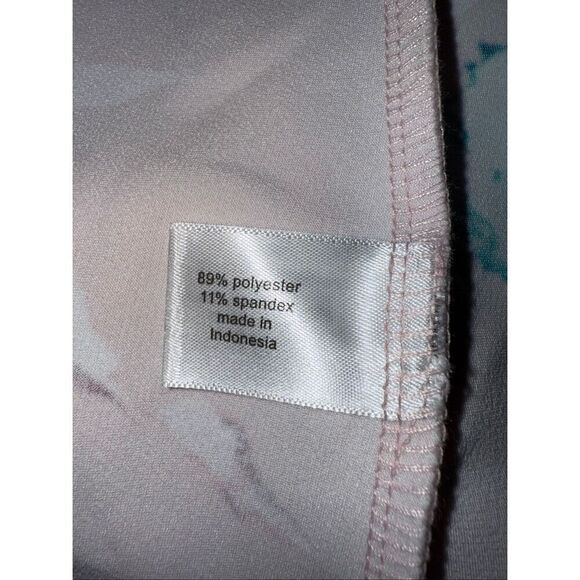 89% polyester
11% spandex
made in
Indonesia